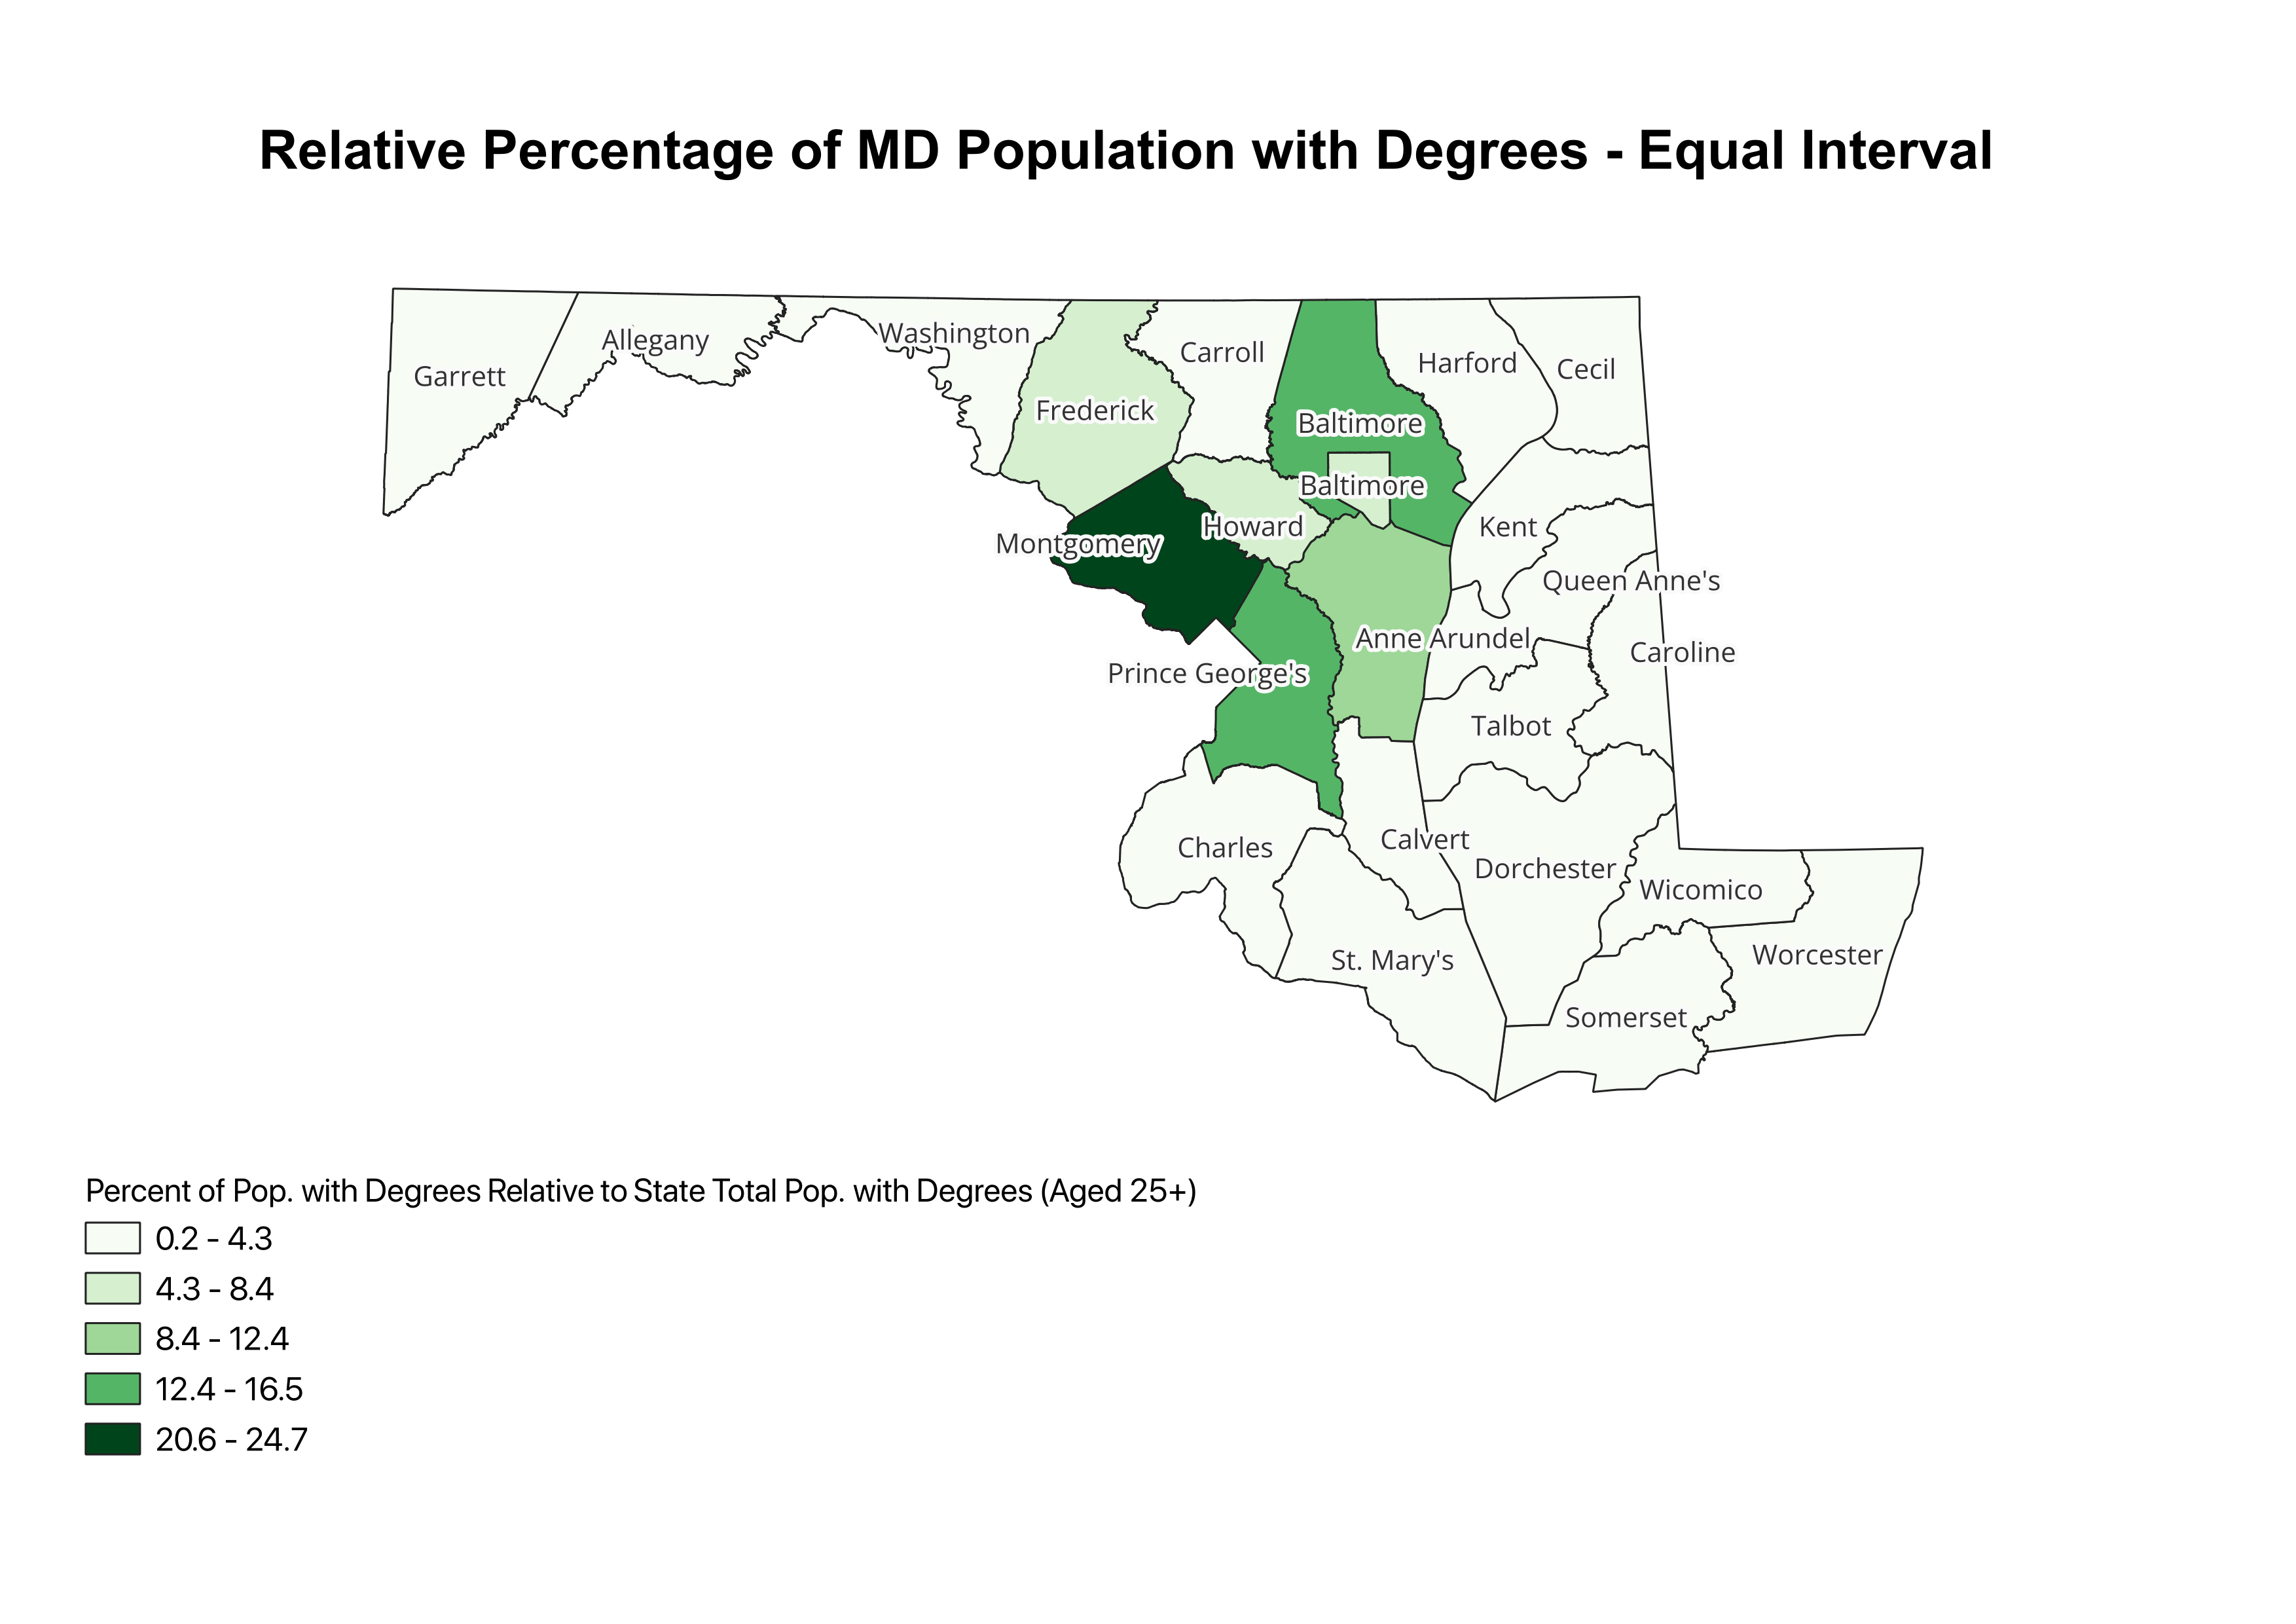 Relative Percentage of MD Population with Degrees - Equal Interval
Washington
Allegany
Carroll
Harford
Cecil
Garrett
Frederick
Baltimore
Baltimore
Howard
Kent
Montgomery
Queen Anne's
Anne Arundel
Caroline
Prince George's
Talbot
Calvert
Charles
Dorchester
Wicomico
Worcester
St. Mary's
Somerset
Percent of Pop. with Degrees Relative to State Total Pop. with Degrees (Aged 25+)
0.2 - 4.3
4.3 - 8.4
8.4 - 12.4
12.4 - 16.5
20.6 - 24.7